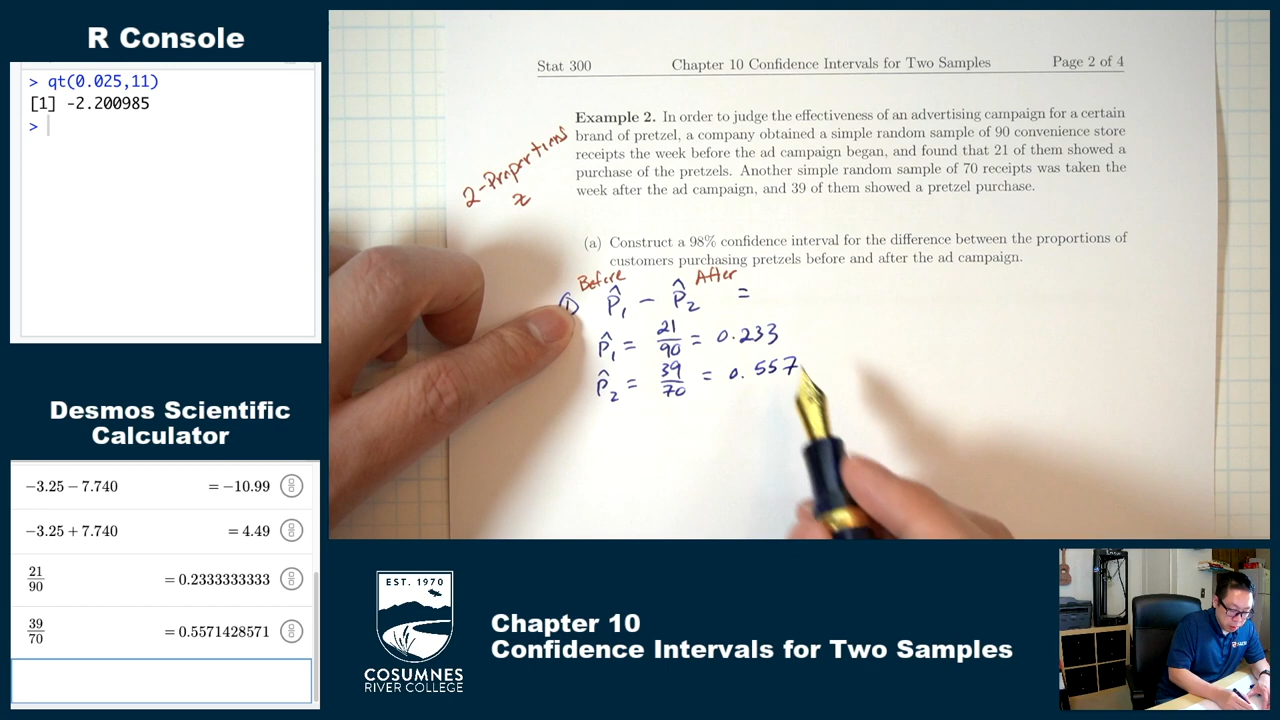 R Console
> qt(0.025,11)
[1] -2.200985
>
Desmos Scientific
Calculator
−3.25 − 7.740 = −10.99
−3.25 + 7.740 = 4.49
21/90 = 0.2333333333
39/70 = 0.5571428571
Stat 300 Chapter 10 Confidence Intervals for Two Samples Page 2 of 4
Example 2. In order to judge the effectiveness of an advertising campaign for a certain
brand of pretzel, a company obtained a simple random sample of 90 convenience store
receipts the week before the ad campaign began, and found that 21 of them showed a
purchase of the pretzels. Another simple random sample of 70 receipts was taken the
week after the ad campaign, and 39 of them showed a pretzel purchase.
2-Proportions
z
(a) Construct a 98% confidence interval for the difference between the proportions of
customers purchasing pretzels before and after the ad campaign.
Before After
① p̂₁ − p̂₂ =
p̂₁ = 21/90 = 0.233
p̂₂ = 39/70 = 0.557
EST. 1970
COSUMNES
RIVER COLLEGE
Chapter 10
Confidence Intervals for Two Samples